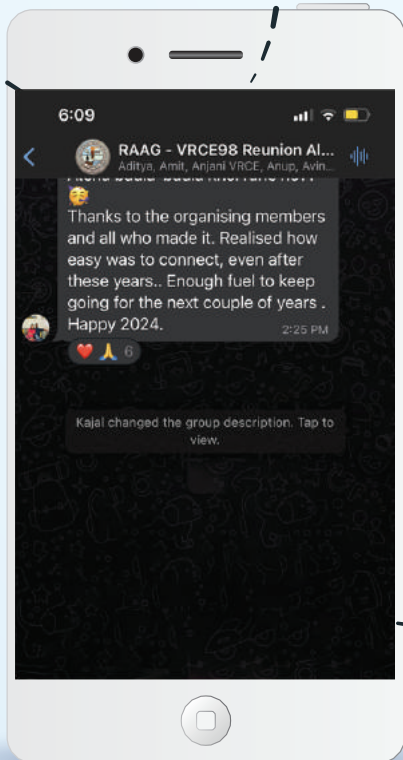 6:09
RAAG - VRCE98 Reunion Al...
Aditya, Amit, Anjani VRCE, Anup, Avin...
🥳
Thanks to the organising members
and all who made it. Realised how
easy was to connect, even after
these years.. Enough fuel to keep
going for the next couple of years .
Happy 2024.
2:25 PM
❤️ 🙏 6
Kajal changed the group description. Tap to
view.